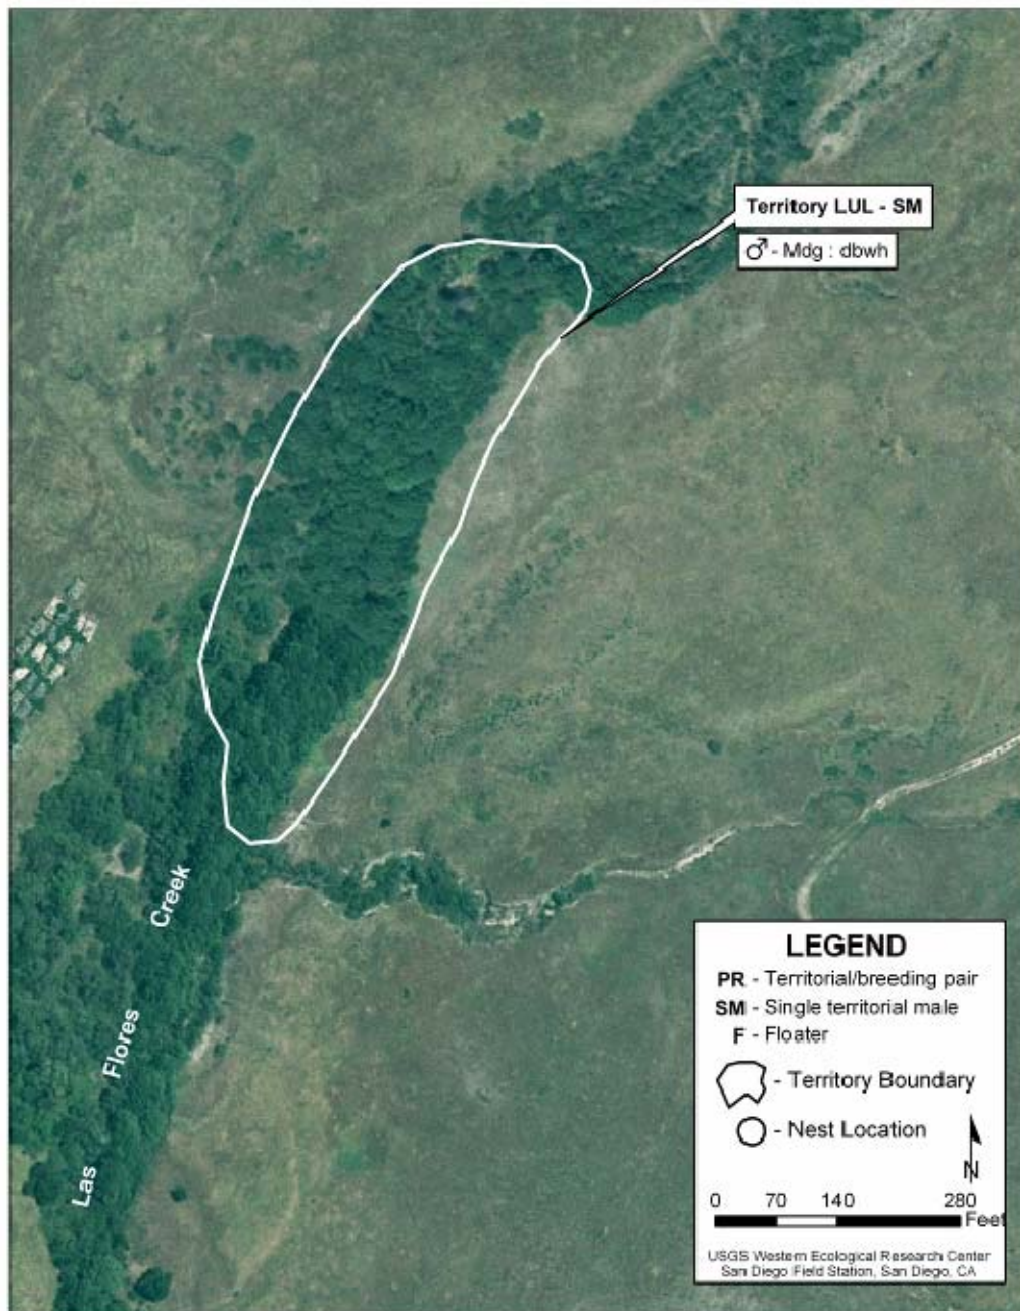 Territory LUL - SM
♂ - Mdg : dbwh
Creek
Flores
Las
LEGEND
PR - Territorial/breeding pair
SM - Single territorial male
F - Floater
- Territory Boundary
- Nest Location
N
0 70 140 280
Feet
USGS Western Ecological Research Center
San Diego Field Station, San Diego, CA